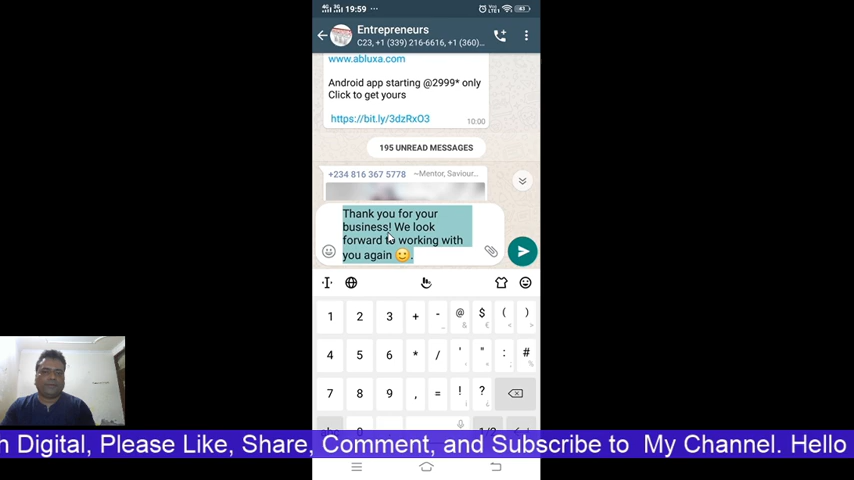 19:59 ...
43
Entrepreneurs
C23, +1 (339) 216-6616, +1 (360)...
www.abluxa.com
Android app starting @2999* only
Click to get yours
https://bit.ly/3dzRxO3
10:00
195 UNREAD MESSAGES
+234 816 367 5778 ~Mentor, Saviour...
Thank you for your
business! We look
forward to working with
you again 😉.
1 2 3 + - @ $ ( )
_ & € < >
4 5 6 * / ' " : #
7 8 9 , = ! ?
h Digital, Please Like, Share, Comment, and Subscribe to My Channel. Hello